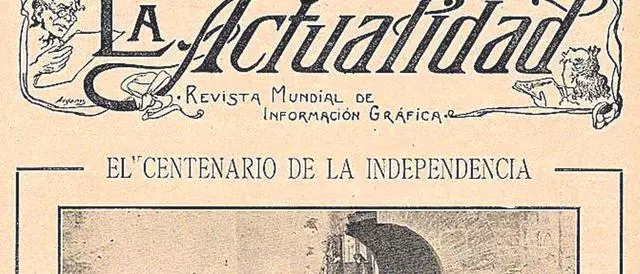 LA Actualidad
REVISTA MUNDIAL DE
INFORMACIÓN GRÁFICA
EL CENTENARIO DE LA INDEPENDENCIA